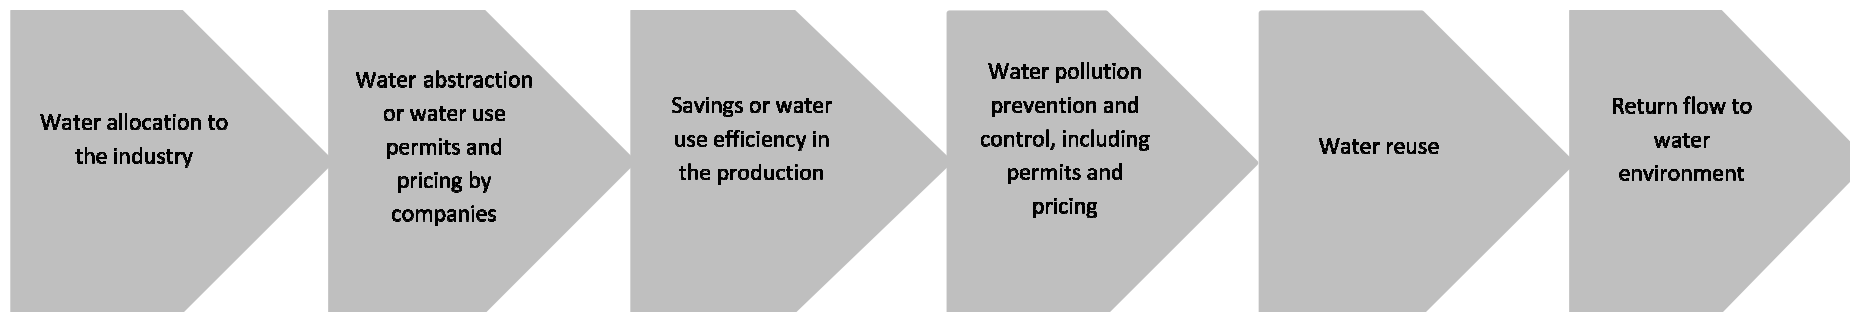 Water allocation to
the industry
Water abstraction
or water use
permits and
pricing by
companies
Savings or water
use efficiency in
the production
Water pollution
prevention and
control, including
permits and
pricing
Water reuse
Return flow to
water
environment